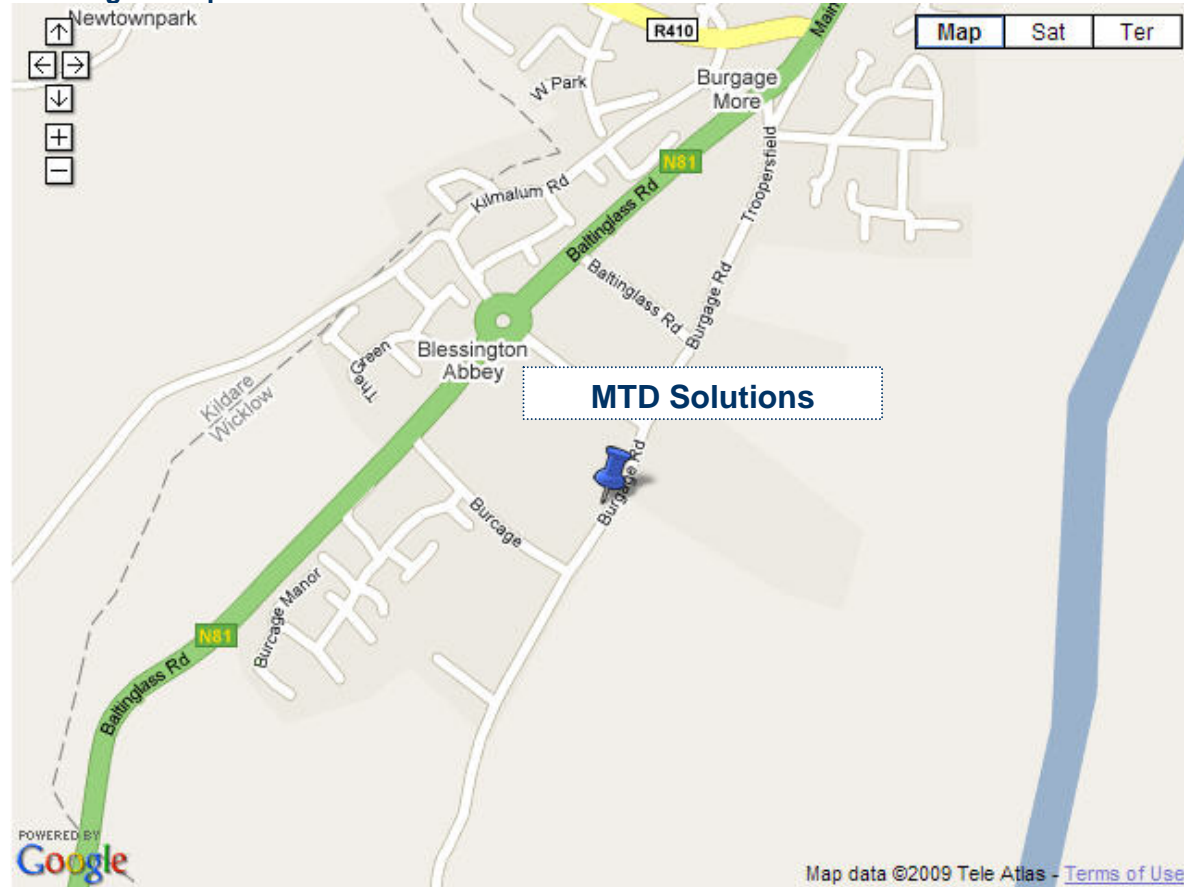 Newtownpark
R410
Main
Map
Sat
Ter
W Park
Burgage
More
N81
Troopersfield
Kilmalum Rd
Baltinglass Rd
Baltinglass Rd
Burgage Rd
Blessington
Abbey
The Green
Kildare
Wicklow
MTD Solutions
Burgage Rd
Burcage
Burcage Manor
N81
Baltinglass Rd
POWERED BY
Google
Map data ©2009 Tele Atlas - Terms of Use